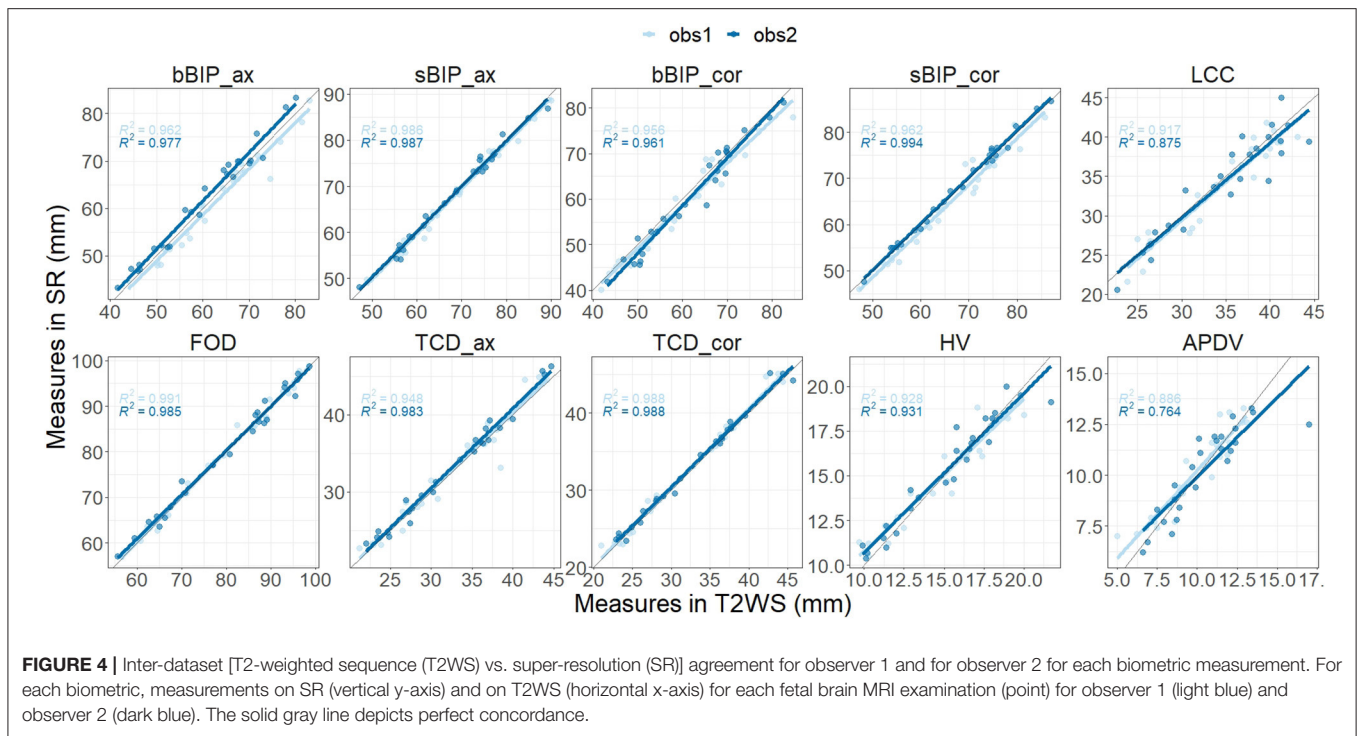 obs1 obs2
bBIP_ax sBIP_ax bBIP_cor sBIP_cor LCC
Measures in SR (mm)
80
70
60
50
R² = 0.962
R² = 0.977
40 50 60 70 80
90
80
70
60
50
R² = 0.986
R² = 0.987
50 60 70 80 90
80
70
60
50
40
R² = 0.956
R² = 0.961
40 50 60 70 80
80
70
60
50
R² = 0.962
R² = 0.994
50 60 70 80
45
40
35
30
25
20
R² = 0.917
R² = 0.875
25 30 35 40 45
FOD TCD_ax TCD_cor HV APDV
100
90
80
70
60
R² = 0.991
R² = 0.985
60 70 80 90 100
40
30
R² = 0.948
R² = 0.983
25 30 35 40 45
40
30
20
R² = 0.988
R² = 0.988
20 25 30 35 40 45
20.0
17.5
15.0
12.5
10.0
R² = 0.928
R² = 0.931
10.0 12.5 15.0 17.5 20.0
15.0
12.5
10.0
7.5
R² = 0.886
R² = 0.764
5.0 7.5 10.0 12.5 15.0 17.
Measures in T2WS (mm)
FIGURE 4 | Inter-dataset [T2-weighted sequence (T2WS) vs. super-resolution (SR)] agreement for observer 1 and for observer 2 for each biometric measurement. For
each biometric, measurements on SR (vertical y-axis) and on T2WS (horizontal x-axis) for each fetal brain MRI examination (point) for observer 1 (light blue) and
observer 2 (dark blue). The solid gray line depicts perfect concordance.